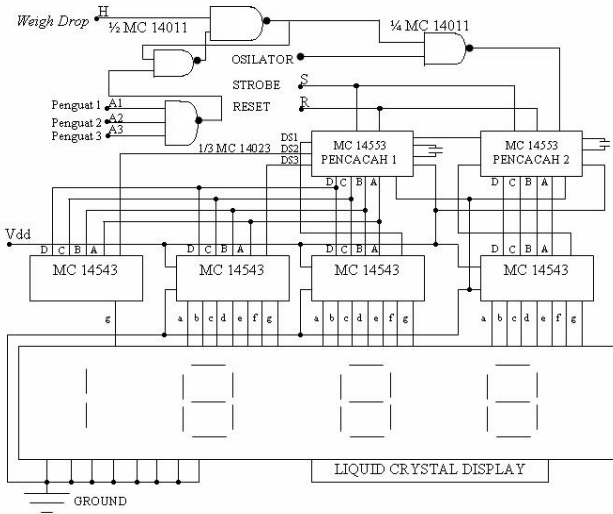 Weigh Drop H
½ MC 14011
¼ MC 14011
OSILATOR
STROBE S
RESET R
Penguat 1 A1
Penguat 2 A2
Penguat 3 A3
1/3 MC 14023
DS1
DS2
DS3
MC 14553
PENCACAH 1
MC 14553
PENCACAH 2
D C B A
D C B A
Vdd
D C B A
D C B A
D C B A
D C B A
MC 14543
MC 14543
MC 14543
MC 14543
g
a b c d e f g
a b c d e f g
a b c d e f g
LIQUID CRYSTAL DISPLAY
GROUND